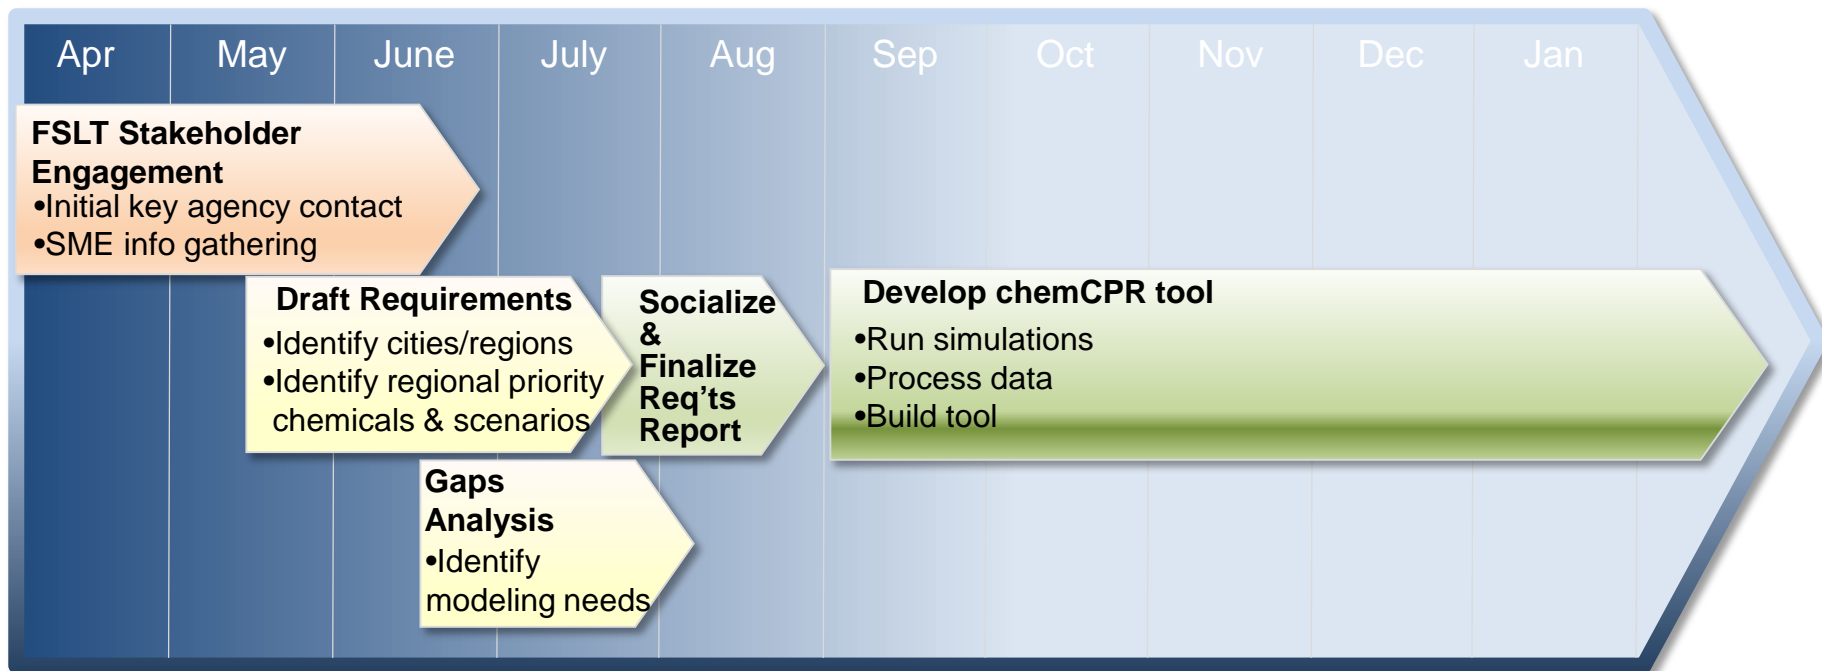 Apr May June July Aug Sep Oct Nov Dec Jan
FSLT Stakeholder
Engagement
•Initial key agency contact
•SME info gathering
Draft Requirements
•Identify cities/regions
•Identify regional priority
chemicals & scenarios
Socialize
&
Finalize
Req’ts
Report
Develop chemCPR tool
•Run simulations
•Process data
•Build tool
Gaps
Analysis
•Identify
modeling needs